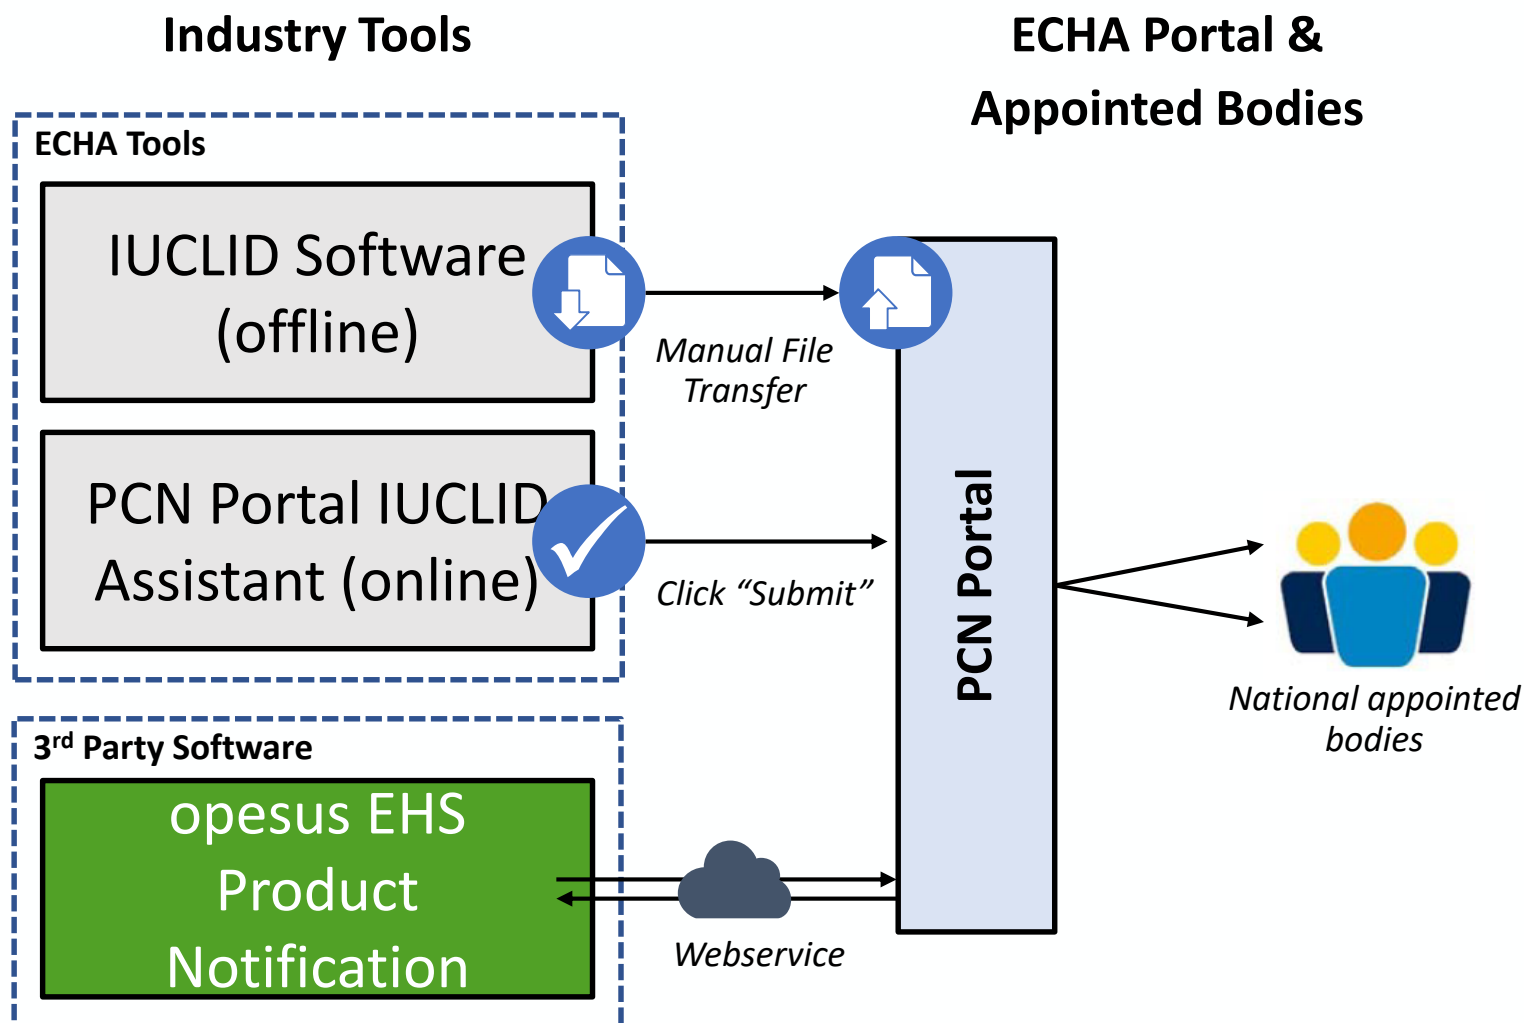 Industry Tools
ECHA Portal &
Appointed Bodies
ECHA Tools
IUCLID Software
(offline)
Manual File
Transfer
PCN Portal IUCLID
Assistant (online)
Click “Submit”
PCN Portal
National appointed
bodies
3rd Party Software
opesus EHS
Product
Notification
Webservice